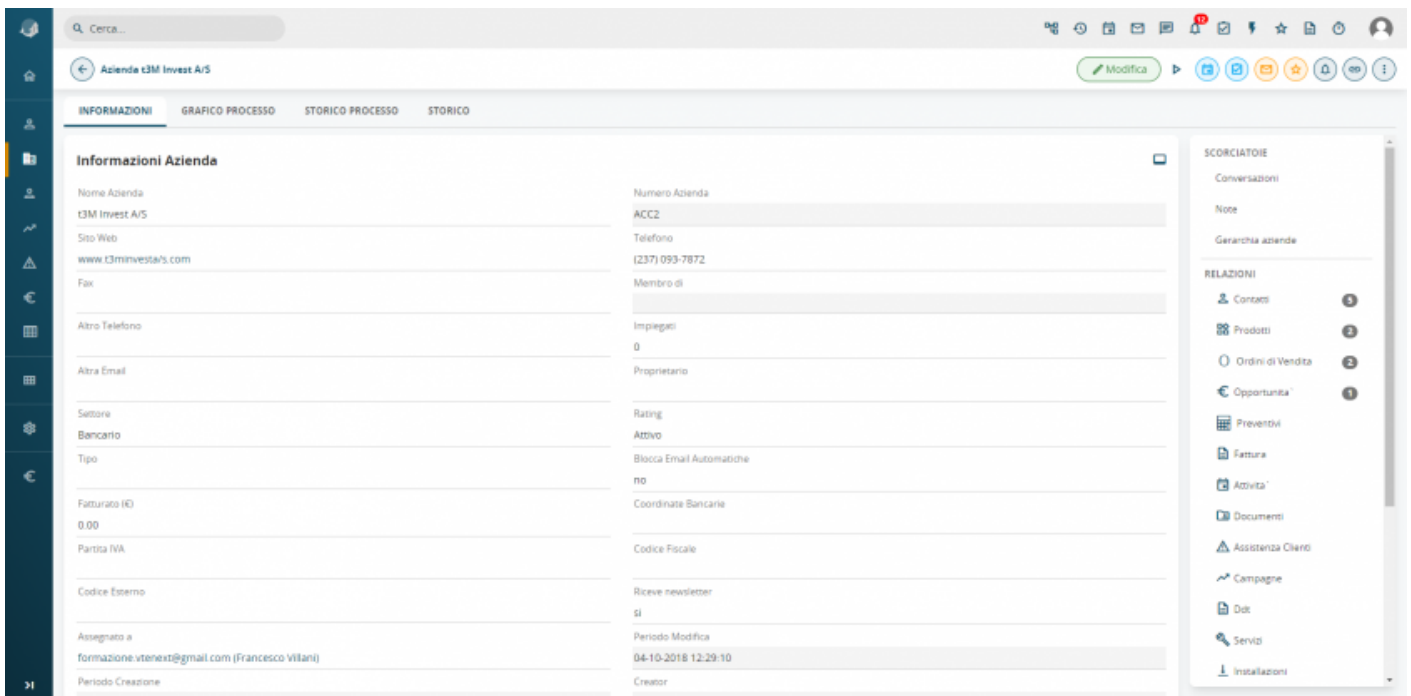 Cerca...
12
Azienda t3M Invest A/S
Modifica
INFORMAZIONI GRAFICO PROCESSO STORICO PROCESSO STORICO
Informazioni Azienda
Nome Azienda Numero Azienda
t3M Invest A/S ACC2
Sito Web Telefono
www.t3minvesta/s.com (237) 093-7872
Fax Membro di
Altro Telefono Impiegati
0
Altra Email Proprietario
Settore Rating
Bancario Attivo
Tipo Blocca Email Automatiche
no
Fatturato (€) Coordinate Bancarie
0.00
Partita IVA Codice Fiscale
Codice Esterno Riceve newsletter
si
Assegnato a Periodo Modifica
formazione.vtenext@gmail.com (Francesco Villani) 04-10-2018 12:29:10
Periodo Creazione Creator
SCORCIATOIE
Conversazioni
Note
Gerarchia aziende
RELAZIONI
Contatti 5
Prodotti 2
Ordini di Vendita 2
Opportunita` 1
Preventivi
Fattura
Attivita`
Documenti
Assistenza Clienti
Campagne
Ddt
Servizi
Installazioni